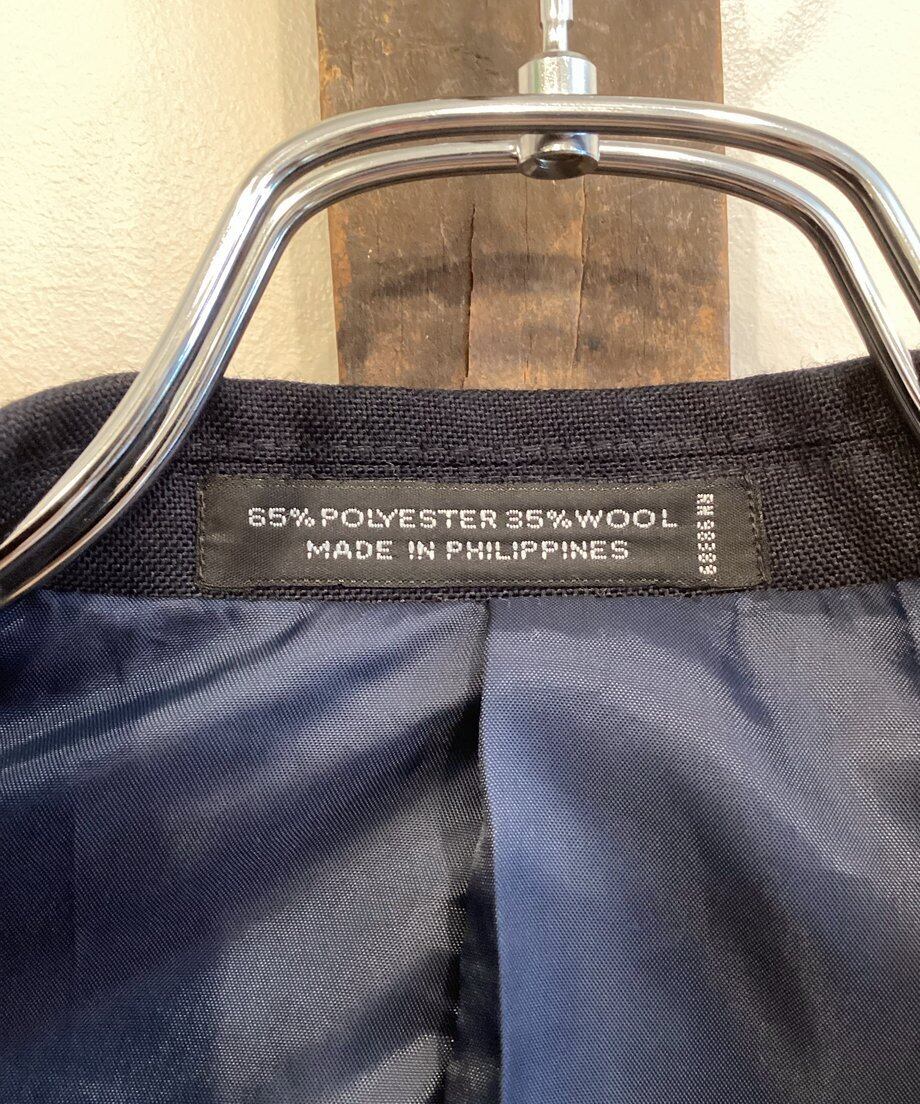 65% POLYESTER 35% WOOL
MADE IN PHILIPPINES